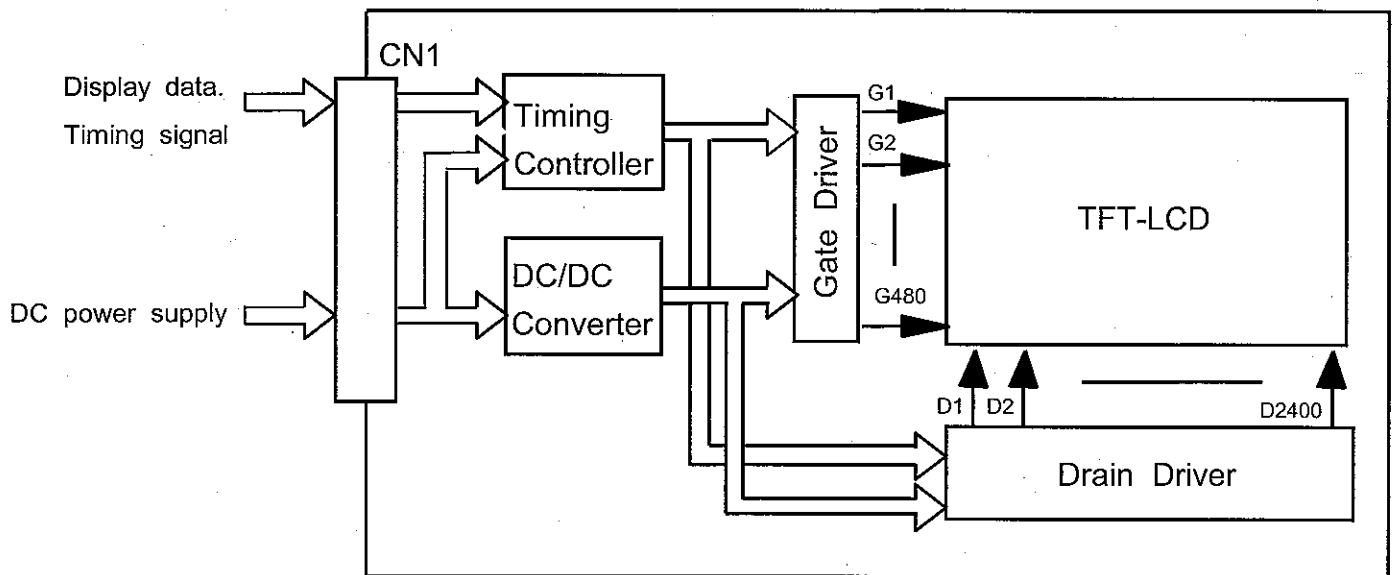 CN1
Display data.
Timing signal
DC power supply
Timing
Controller
DC/DC
Converter
Gate Driver
G1
G2
G480
TFT-LCD
D1
D2
D2400
Drain Driver